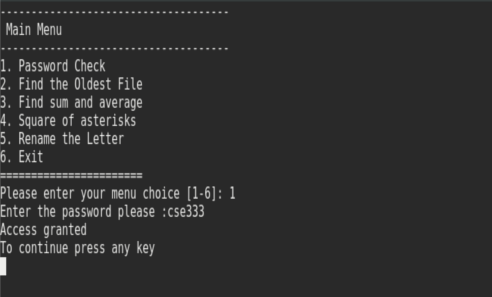 -------------------------------------
Main Menu
-------------------------------------
1. Password Check
2. Find the Oldest File
3. Find sum and average
4. Square of asterisks
5. Rename the Letter
6. Exit
=======================
Please enter your menu choice [1-6]: 1
Enter the password please :cse333
Access granted
To continue press any key